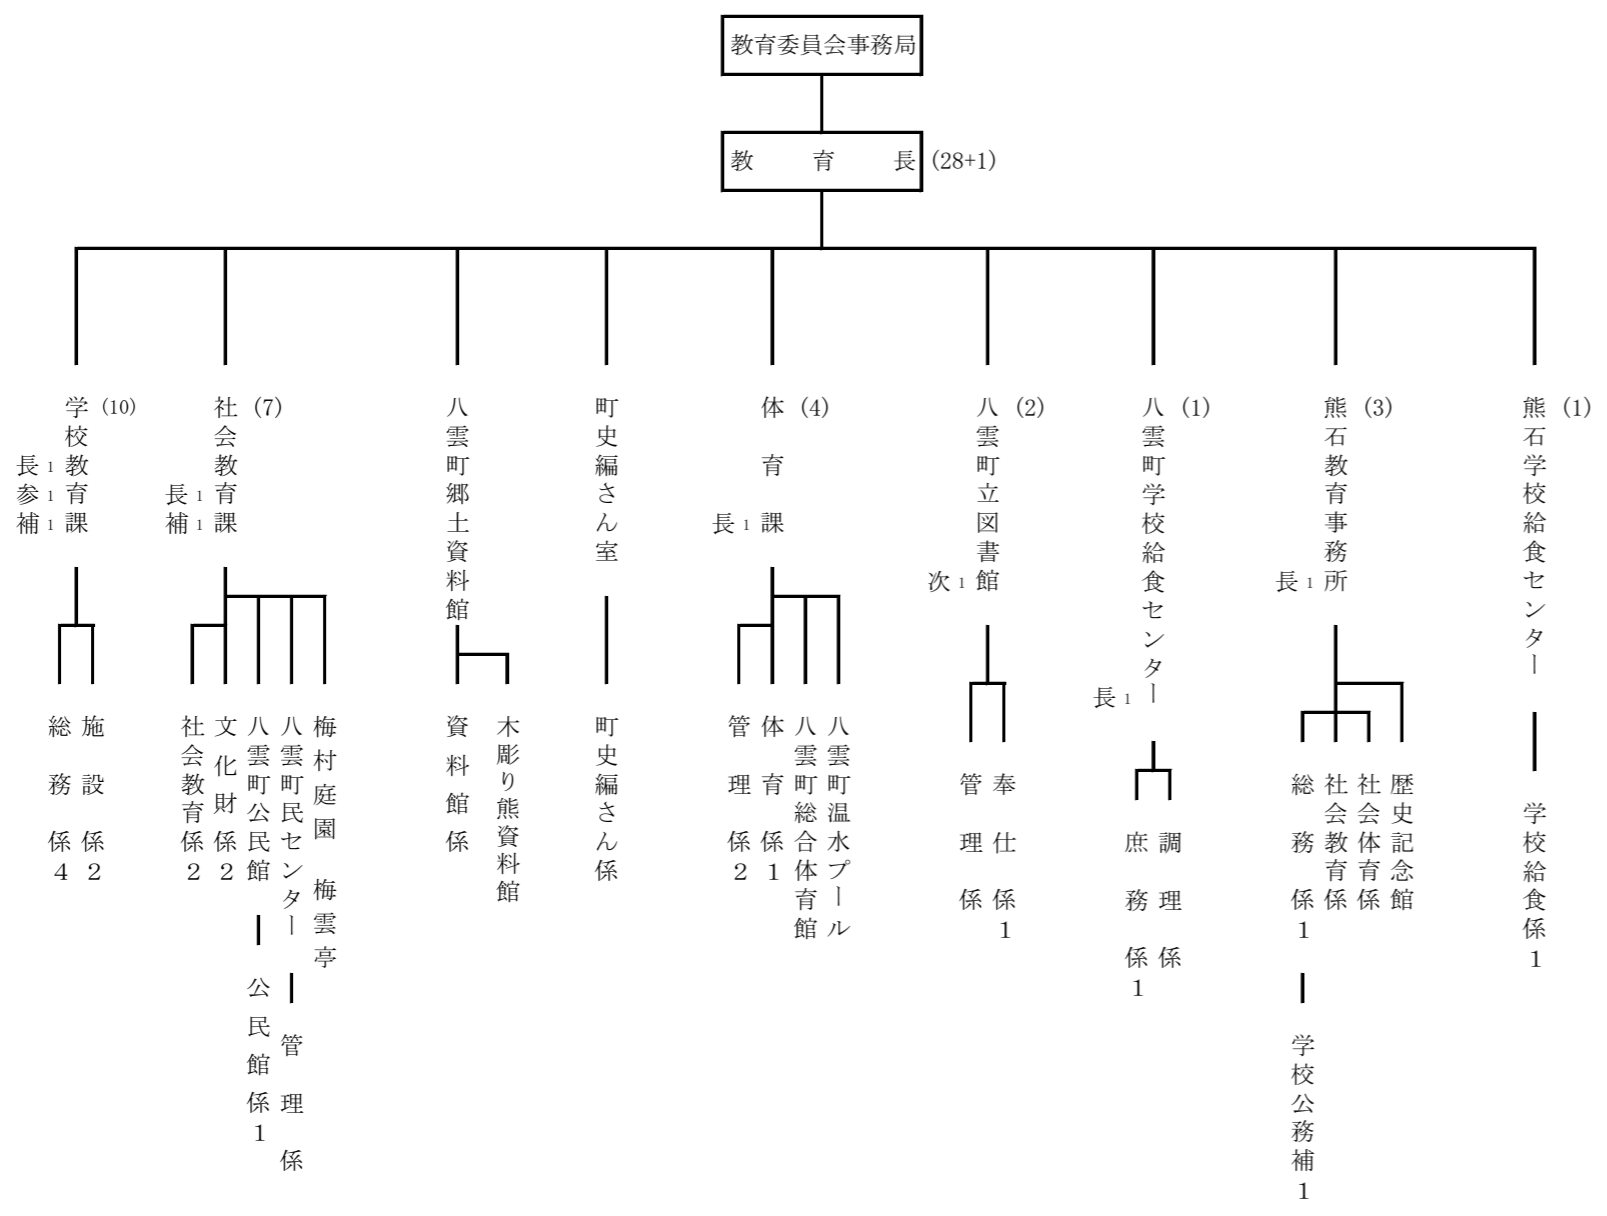 教育委員会事務局
教　育　長 (28+1)
学校教育課 (10)
長 1
参 1
補 1
総務係 4
施設係 2
社会教育課 (7)
長 1
補 1
社会教育係 2
文化財係 2
八雲町公民館
公民館係 1
八雲町民センター
管理係
梅村庭園　梅雲亭
八雲町郷土資料館
資料館係
木彫り熊資料館
町史編さん室
町史編さん係
体育課 (4)
長 1
管理係 2
体育係 1
八雲町総合体育館
八雲町温水プール
八雲町立図書館 (2)
次 1
管理係
奉仕係 1
八雲町学校給食センター (1)
長 1
庶務係 1
調理係
熊石教育事務所 (3)
長 1
総務係 1
学校公務補 1
社会教育係
社会体育係
歴史記念館
熊石学校給食センター (1)
学校給食係 1